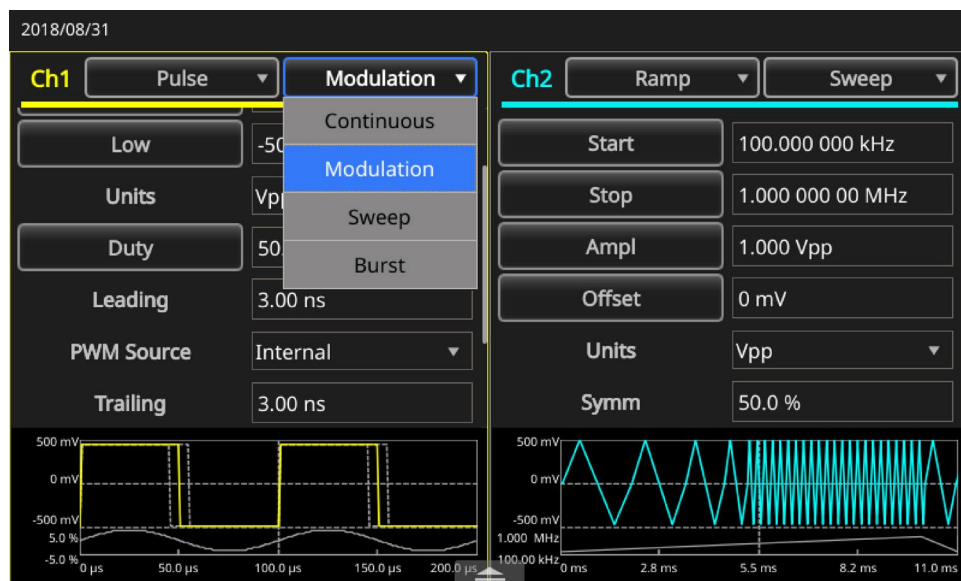 2018/08/31
Ch1 Pulse Modulation
Continuous
Modulation
Sweep
Burst
Low -50
Units Vp
Duty 50
Leading 3.00 ns
PWM Source Internal
Trailing 3.00 ns
500 mV
0 mV
-500 mV
5.0 %
-5.0 %
0 µs 50.0 µs 100.0 µs 150.0 µs 200.0 µs
Ch2 Ramp Sweep
Start 100.000 000 kHz
Stop 1.000 000 00 MHz
Ampl 1.000 Vpp
Offset 0 mV
Units Vpp
Symm 50.0 %
500 mV
0 mV
-500 mV
1.000 MHz
100.00 kHz
0 ms 2.8 ms 5.5 ms 8.2 ms 11.0 ms